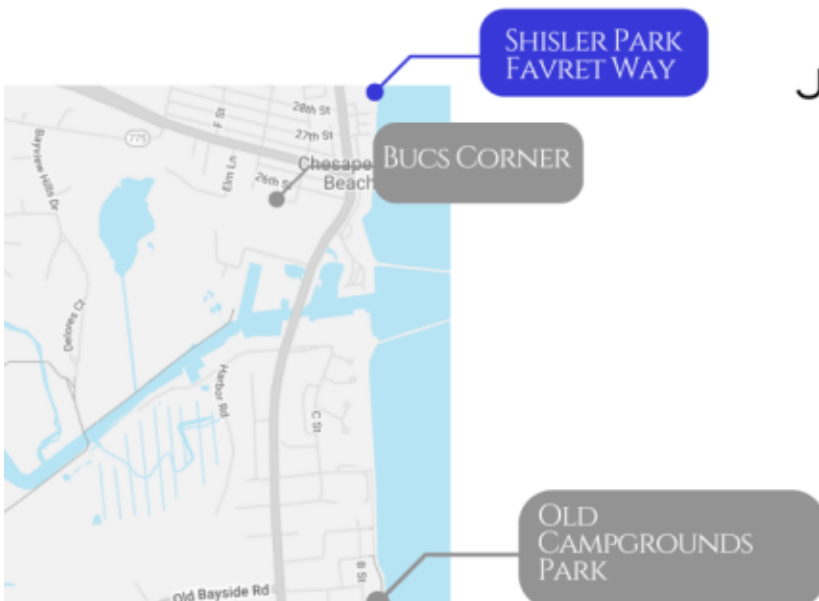 SHISLER PARK
FAVRET WAY
J
28th St
F St
27th St
775
Bayview Hills Dr
Elm Ln
26th
Chesape
Beach
BUCS CORNER
Delores Ct
Harbor Rd
C St
OLD
CAMPGROUNDS
PARK
B St
Old Bayside Rd